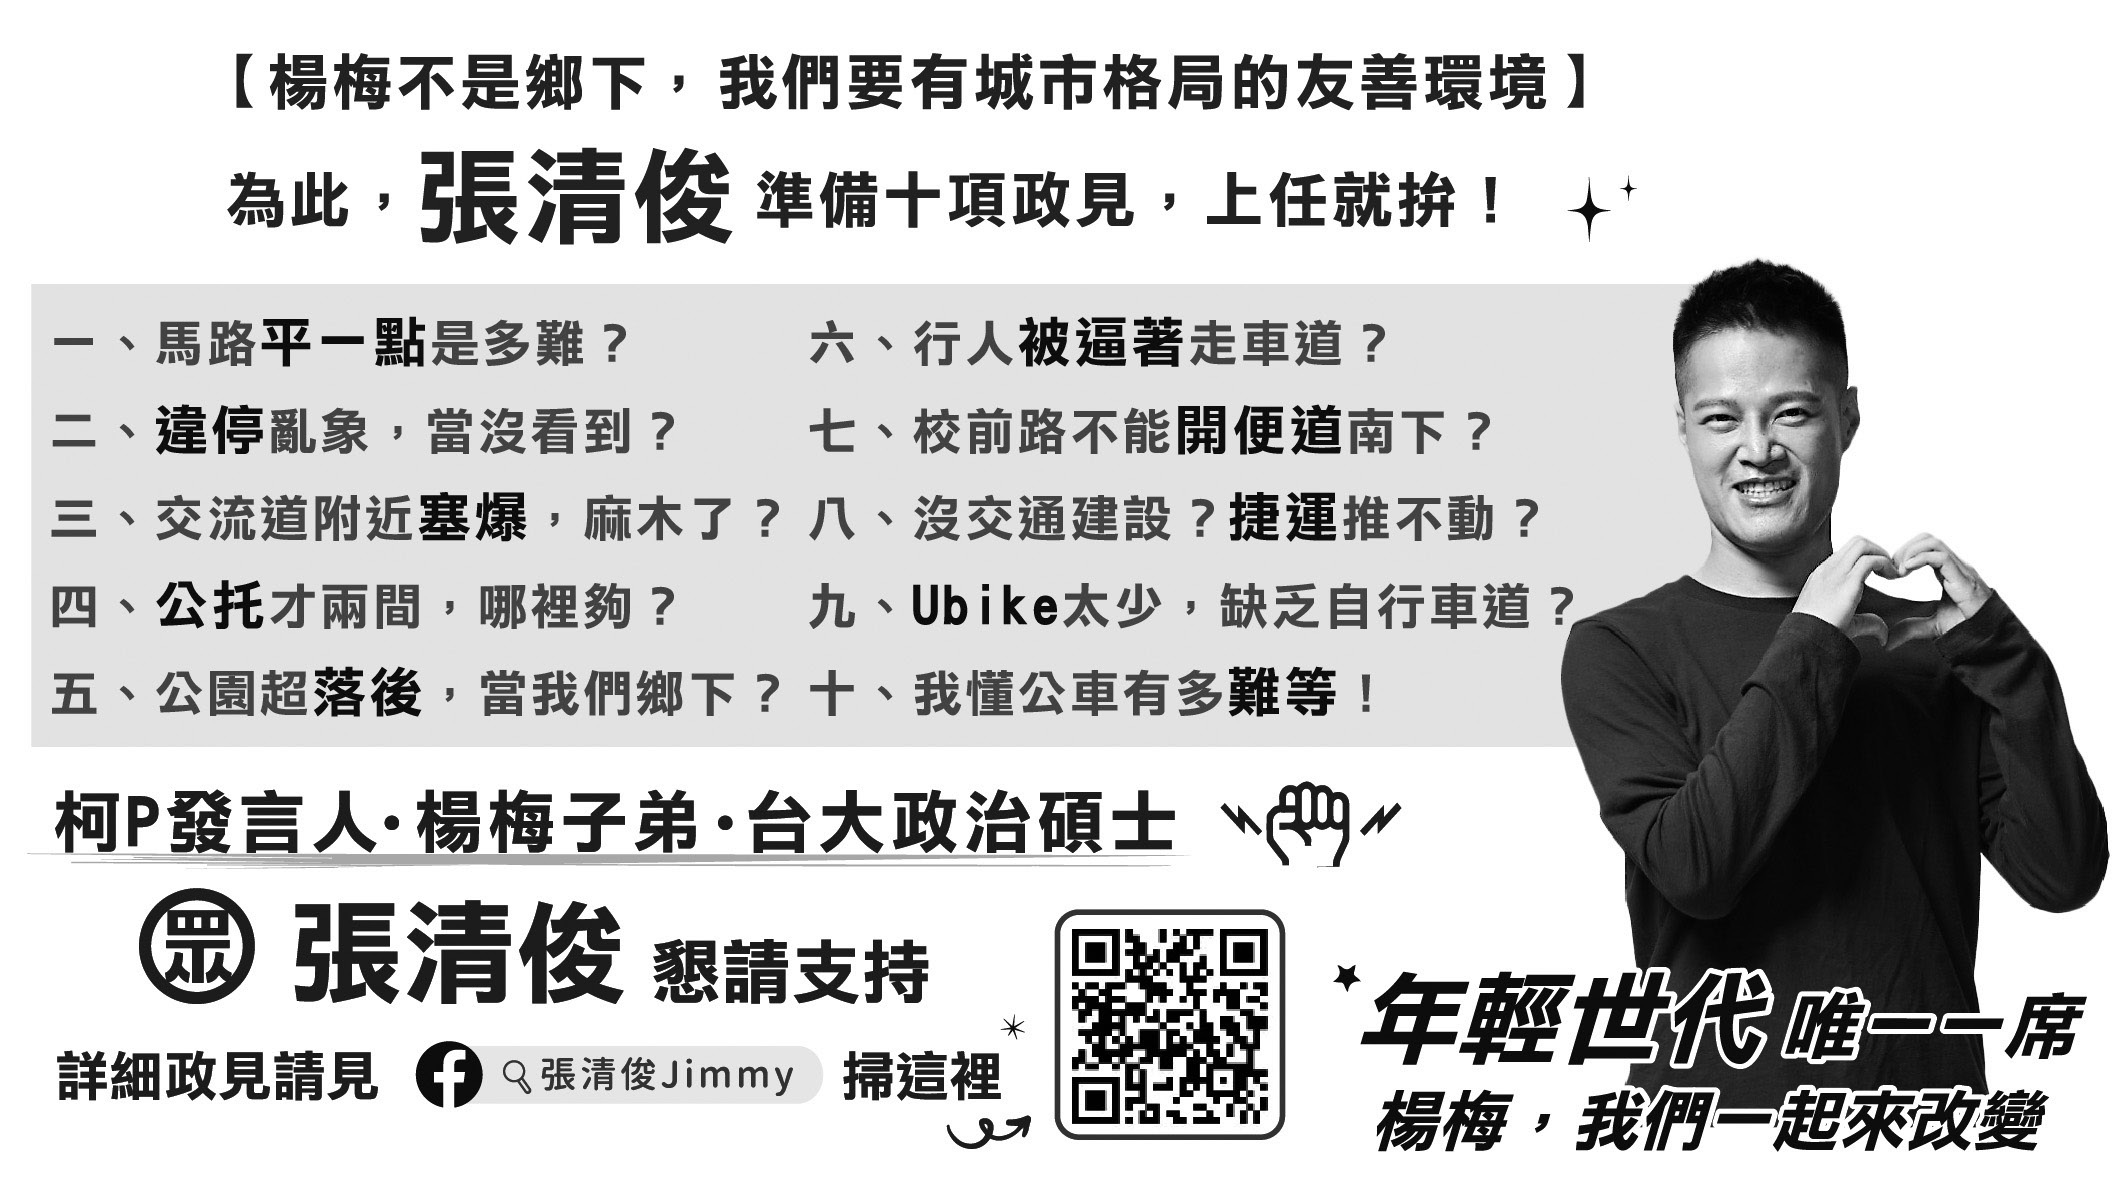 【楊梅不是鄉下，我們要有城市格局的友善環境】
為此，張清俊 準備十項政見，上任就拚！
一、馬路平一點是多難？
二、違停亂象，當沒看到？
三、交流道附近塞爆，麻木了？
四、公托才兩間，哪裡夠？
五、公園超落後，當我們鄉下？
六、行人被逼著走車道？
七、校前路不能開便道南下？
八、沒交通建設？捷運推不動？
九、Ubike太少，缺乏自行車道？
十、我懂公車有多難等！
柯P發言人·楊梅子弟·台大政治碩士
眾 張清俊 懇請支持
詳細政見請見 f 張清俊Jimmy 掃這裡
年輕世代 唯一一席
楊梅，我們一起來改變